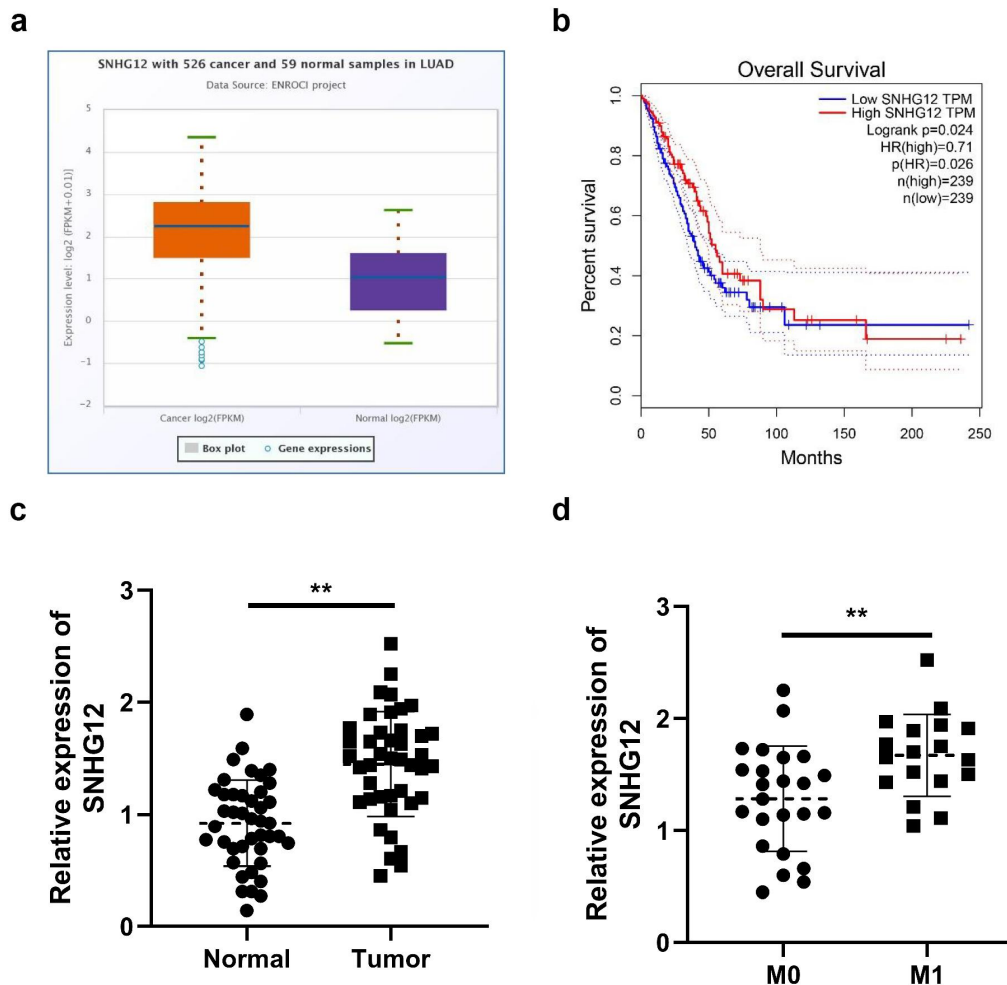 a
SNHG12 with 526 cancer and 59 normal samples in LUAD
Data Source: ENROCI project
Expression level: log2 (FPKM+0.01)]
5
4
3
2
1
0
−1
−2
Cancer log2(FPKM)
Normal log2(FPKM)
Box plot
Gene expressions
b
Overall Survival
Low SNHG12 TPM
High SNHG12 TPM
Logrank p=0.024
HR(high)=0.71
p(HR)=0.026
n(high)=239
n(low)=239
Percent survival
1.0
0.8
0.6
0.4
0.2
0.0
0
50
100
150
200
250
Months
c
Relative expression of
SNHG12
3
2
1
0
**
Normal
Tumor
d
Relative expression of
SNHG12
3
2
1
0
**
M0
M1